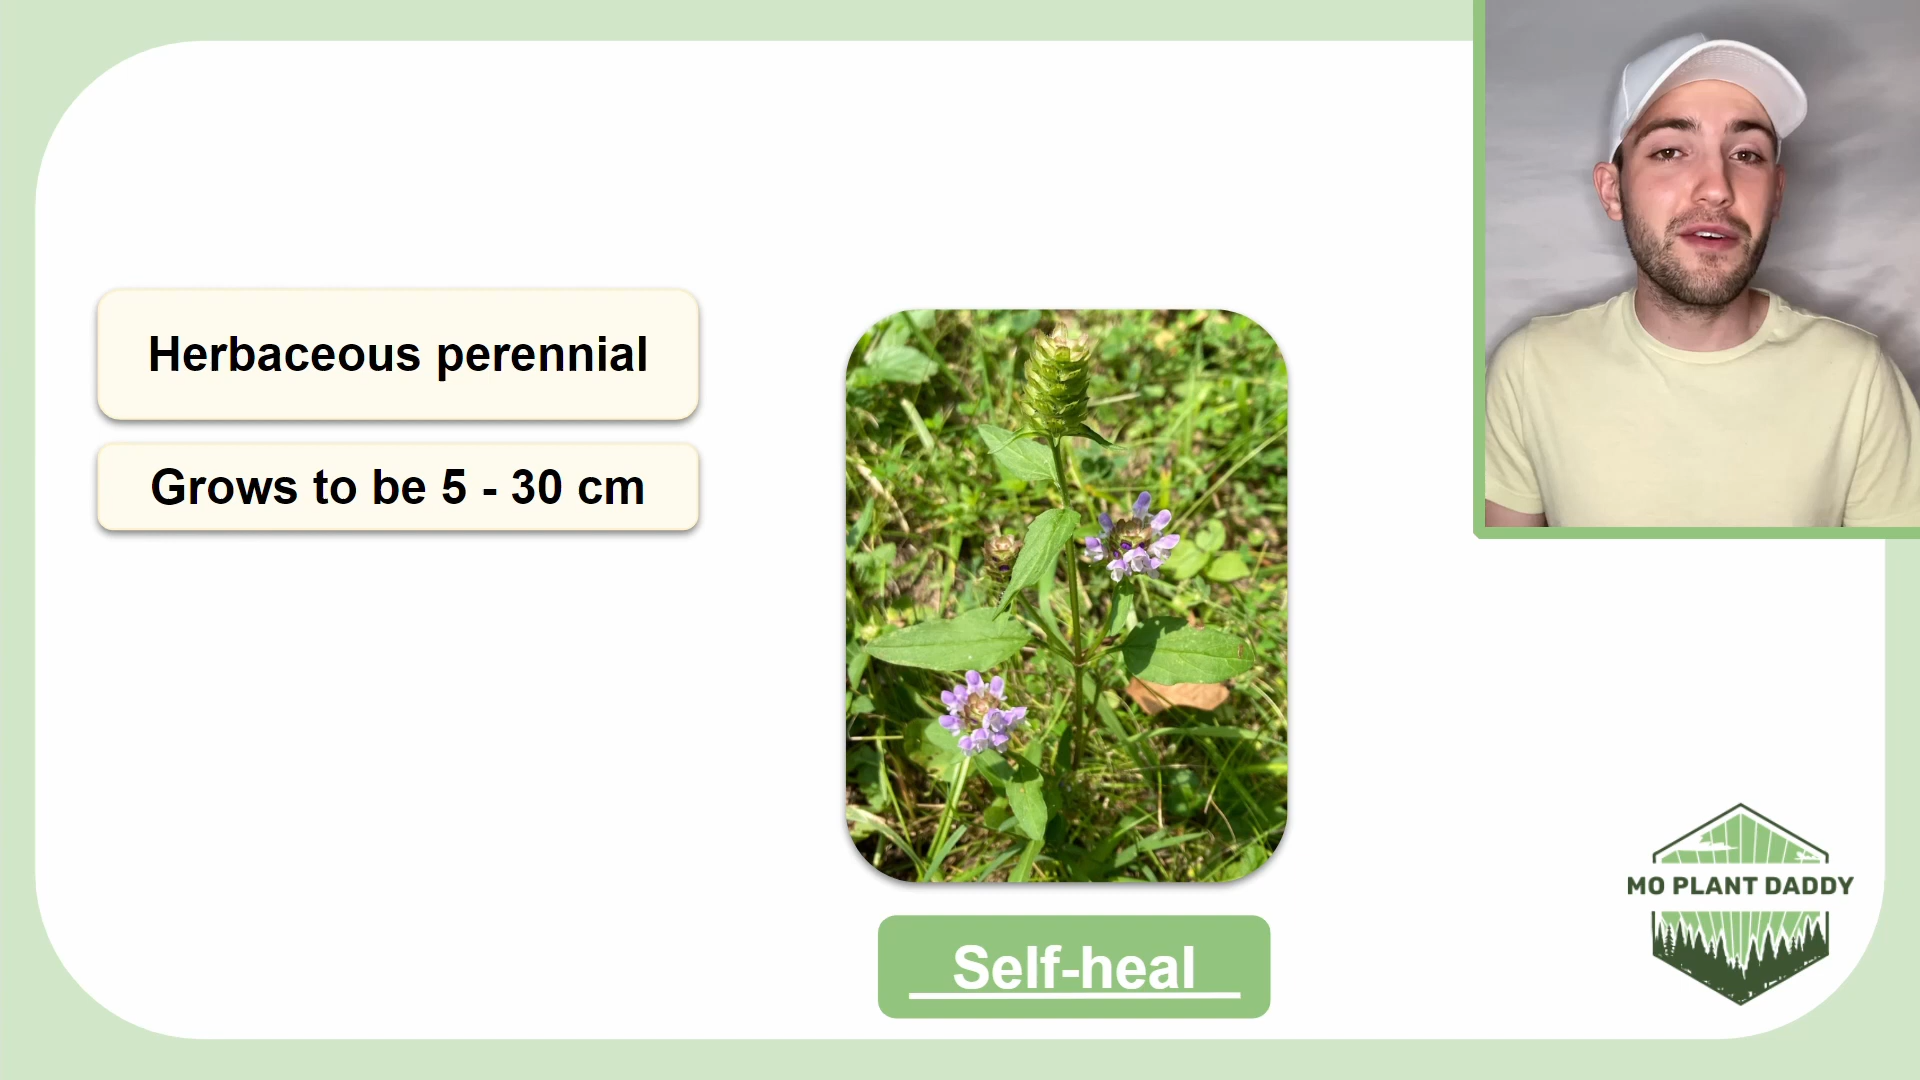 Herbaceous perennial
Grows to be 5 - 30 cm
MO PLANT DADDY
Self-heal